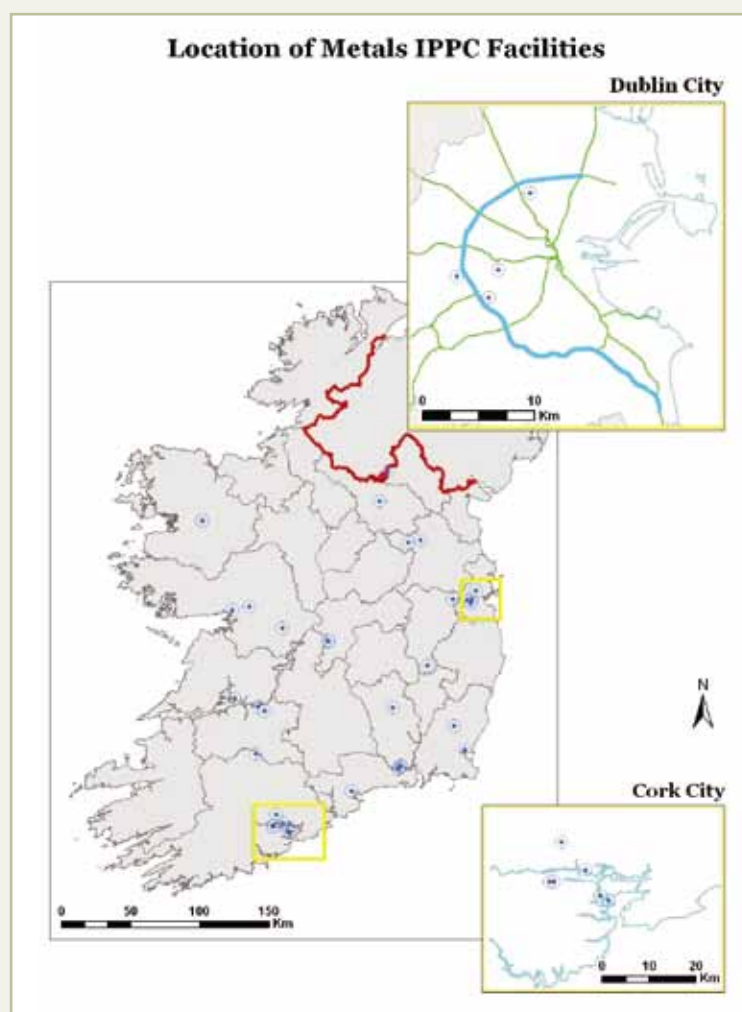 Location of Metals IPPC Facilities
Dublin City
0 10
Km
N
Cork City
0 50 100 150
Km
0 10 20
Km